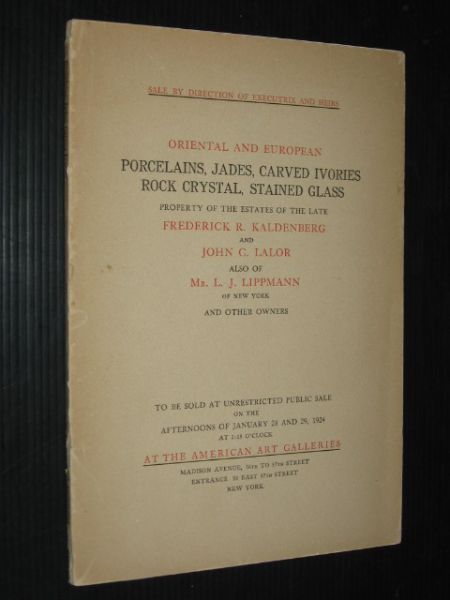 SALE BY DIRECTION OF EXECUTRIX AND HEIRS
ORIENTAL AND EUROPEAN
PORCELAINS, JADES, CARVED IVORIES
ROCK CRYSTAL, STAINED GLASS
PROPERTY OF THE ESTATES OF THE LATE
FREDERICK R. KALDENBERG
AND
JOHN C. LALOR
ALSO OF
MR. L. J. LIPPMANN
OF NEW YORK
AND OTHER OWNERS
TO BE SOLD AT UNRESTRICTED PUBLIC SALE
ON THE
AFTERNOONS OF JANUARY 28 AND 29, 1924
AT 2:15 O'CLOCK
AT THE AMERICAN ART GALLERIES
MADISON AVENUE, 56TH TO 57TH STREET
ENTRANCE 30 EAST 57TH STREET
NEW YORK